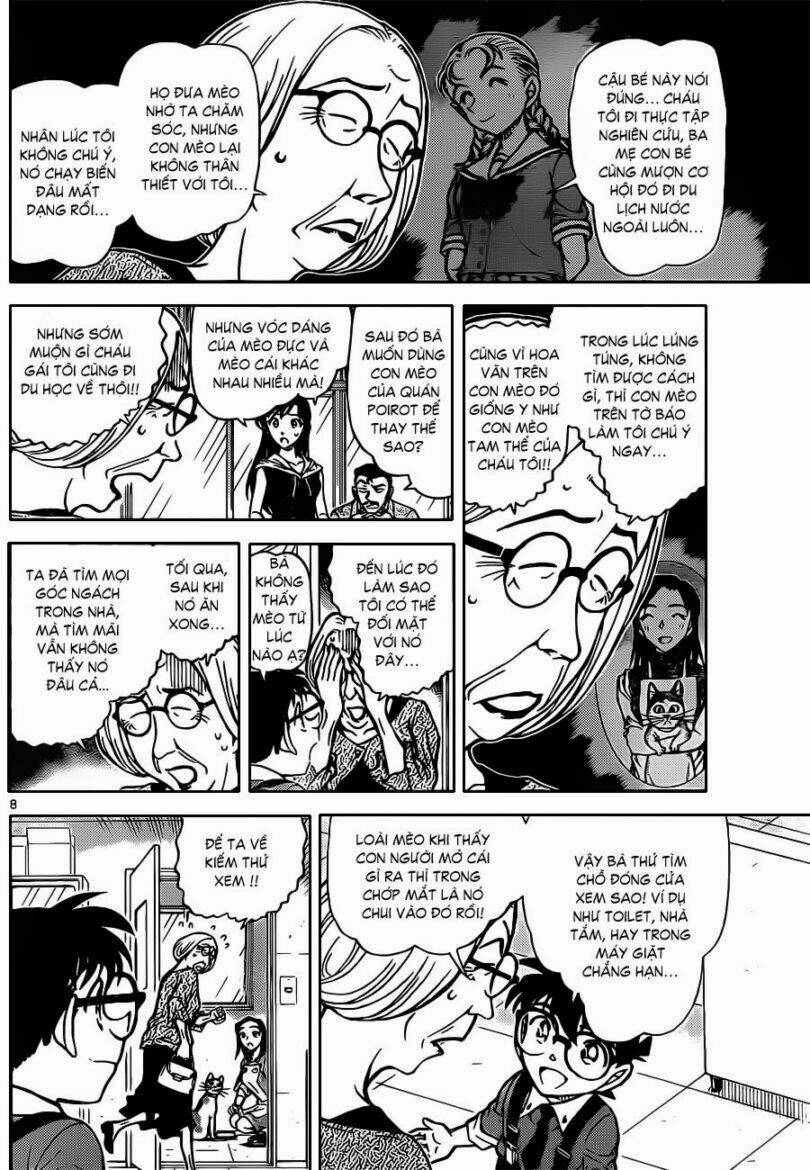 CẬU BÉ NÀY NÓI
ĐÚNG... CHÁU
TÔI ĐI THỰC TẬP
NGHIÊN CỨU, BA
MẸ CON BÉ
CŨNG MƯỢN CƠ
HỘI ĐÓ ĐI DU
LỊCH NƯỚC
NGOÀI LUÔN...
HỌ ĐƯA MÈO
NHỜ TA CHĂM
SÓC, NHƯNG
CON MÈO LẠI
KHÔNG THÂN
THIẾT VỚI TÔI...
NHÂN LÚC TÔI
KHÔNG CHÚ Ý,
NÓ CHẠY BIẾN
ĐÂU MẤT
DẠNG RỒI...
TRONG LÚC LÚNG
TÚNG, KHÔNG
TÌM ĐƯỢC CÁCH
GÌ, THÌ CON MÈO
TRÊN TỜ BÁO
LÀM TÔI CHÚ Ý
NGAY...
CŨNG VÌ HOA
VĂN TRÊN
CON MÈO ĐÓ
GIỐNG Y NHƯ
CON MÈO
TAM THỂ CỦA
CHÁU TÔI!!
SAU ĐÓ BÀ
MUỐN DÙNG
CON MÈO
CỦA QUÁN
POIROT ĐỂ
THAY THẾ
SAO?
NHƯNG VÓC DÁNG
CỦA MÈO ĐỰC VÀ
MÈO CÁI KHÁC
NHAU NHIỀU MÀ!
NHƯNG SỚM
MUỘN GÌ CHÁU
GÁI TÔI CŨNG ĐI
DU HỌC VỀ THÔI!!
ĐẾN LÚC ĐÓ
LÀM SAO
TÔI CÓ THỂ
ĐỐI MẶT
VỚI NÓ
ĐÂY...
BÀ
KHÔNG
THẤY
MÈO TỪ
LÚC
NÀO Ạ?
TỐI QUA,
SAU KHI
NÓ ĂN
XONG...
TA ĐÃ TÌM MỌI
GÓC NGÁCH
TRONG NHÀ,
MÀ TÌM MÃI
VẪN KHÔNG
THẤY NÓ
ĐÂU CẢ...
8
VẬY BÀ THỬ TÌM
CHỖ ĐÓNG CỬA
XEM SAO! VÍ DỤ
NHƯ TOILET, NHÀ
TẮM, HAY TRONG
MÁY GIẶT
CHẲNG HẠN...
LOÀI MÈO KHI THẤY
CON NGƯỜI MỞ CÁI
GÌ RA THÌ TRONG
CHỚP MẮT LÀ NÓ
CHUI VÀO ĐÓ RỒI!
ĐỂ TA VỀ
KIỂM THỬ
XEM !!